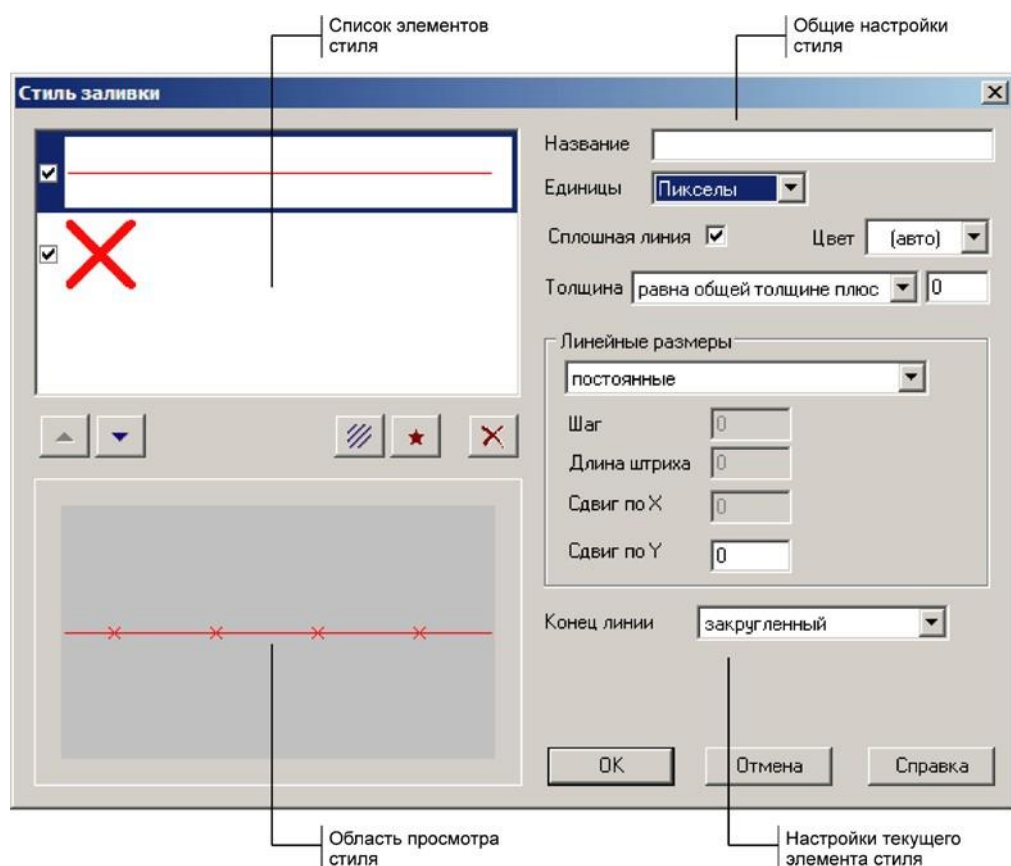 Список элементов
стиля
Общие настройки
стиля
Стиль заливки
Название
Единицы Пикселы
Сплошная линия Цвет (авто)
Толщина равна общей толщине плюс 0
Линейные размеры
постоянные
Шаг 0
Длина штриха 0
Сдвиг по X 0
Сдвиг по Y 0
Конец линии закругленный
OK Отмена Справка
Область просмотра
стиля
Настройки текущего
элемента стиля